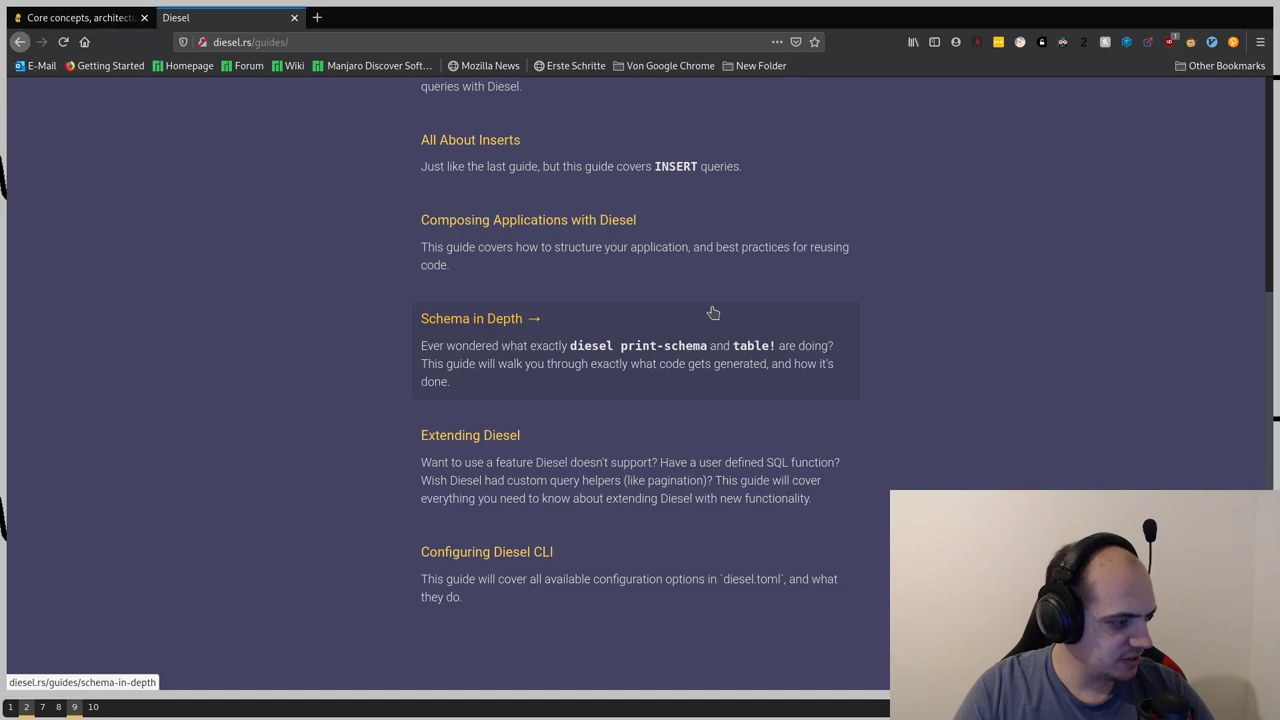 Core concepts, architectu
Diesel
diesel.rs/guides/
2
1
E-Mail
Getting Started
Homepage
Forum
Wiki
Manjaro Discover Soft...
Mozilla News
Erste Schritte
Von Google Chrome
New Folder
Other Bookmarks
queries with Diesel.
All About Inserts
Just like the last guide, but this guide covers INSERT queries.
Composing Applications with Diesel
This guide covers how to structure your application, and best practices for reusing
code.
Schema in Depth →
Ever wondered what exactly diesel print-schema and table! are doing?
This guide will walk you through exactly what code gets generated, and how it's
done.
Extending Diesel
Want to use a feature Diesel doesn't support? Have a user defined SQL function?
Wish Diesel had custom query helpers (like pagination)? This guide will cover
everything you need to know about extending Diesel with new functionality.
Configuring Diesel CLI
This guide will cover all available configuration options in `diesel.toml`, and what
they do.
diesel.rs/guides/schema-in-depth
1 2 7 8 9 10